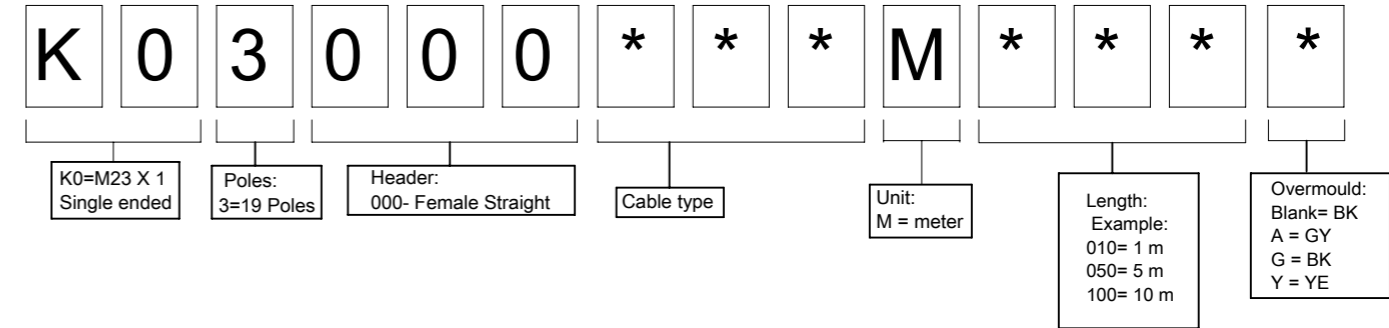 K 0 3 0 0 0 * * * M * * * *
K0=M23 X 1
Single ended
Poles:
3=19 Poles
Header:
000- Female Straight
Cable type
Unit:
M = meter
Length:
Example:
010= 1 m
050= 5 m
100= 10 m
Overmould:
Blank= BK
A = GY
G = BK
Y = YE